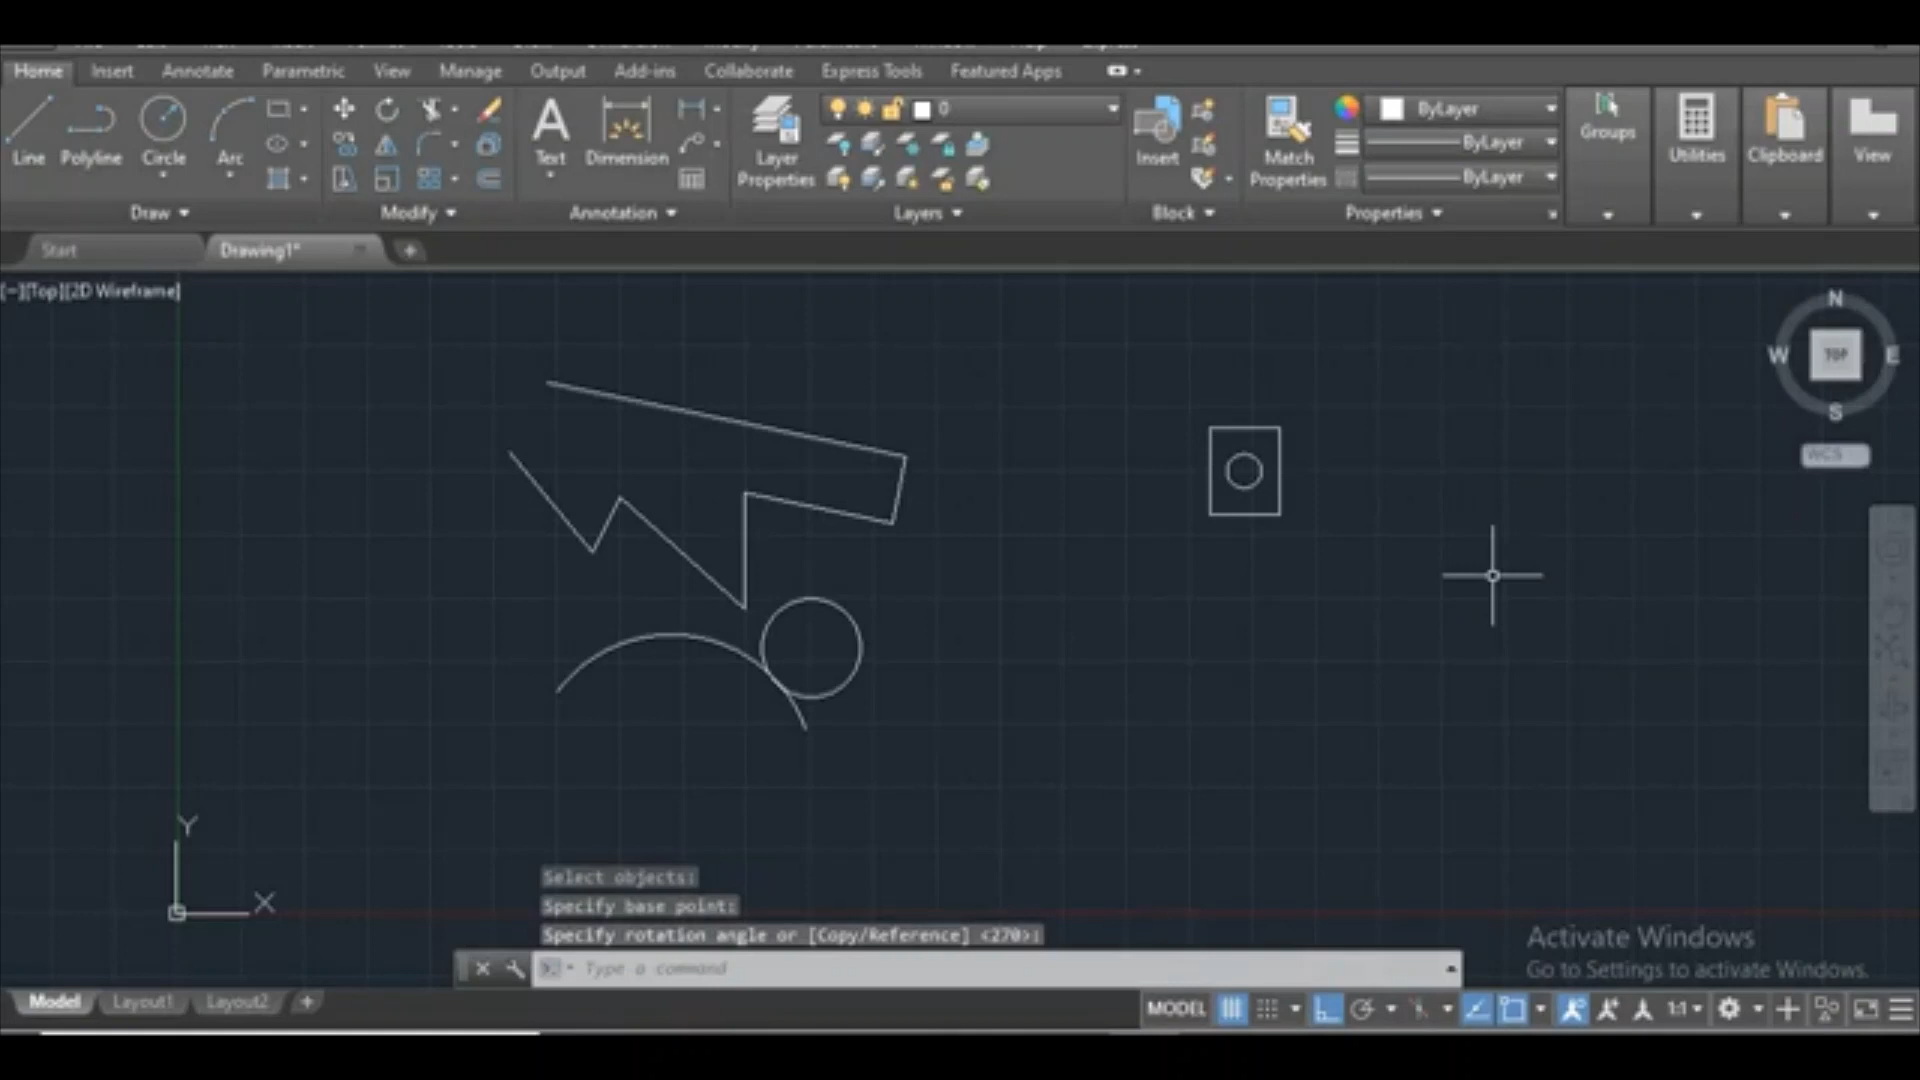 Home Insert Annotate Parametric View Manage Output Add-ins Collaborate Express Tools Featured Apps
Line Polyline Circle Arc Text Dimension Layer Properties 0 Insert Match Properties ByLayer ByLayer ByLayer Groups Utilities Clipboard View
Draw Modify Annotation Layers Block Properties
Start Drawing1*
[−][Top][2D Wireframe]
N
W TOP E
S
WCS
Y
X
Select objects:
Specify base point:
Specify rotation angle or [Copy/Reference] <270>:
Type a command
Activate Windows
Go to Settings to activate Windows.
Model Layout1 Layout2 +
MODEL 1:1